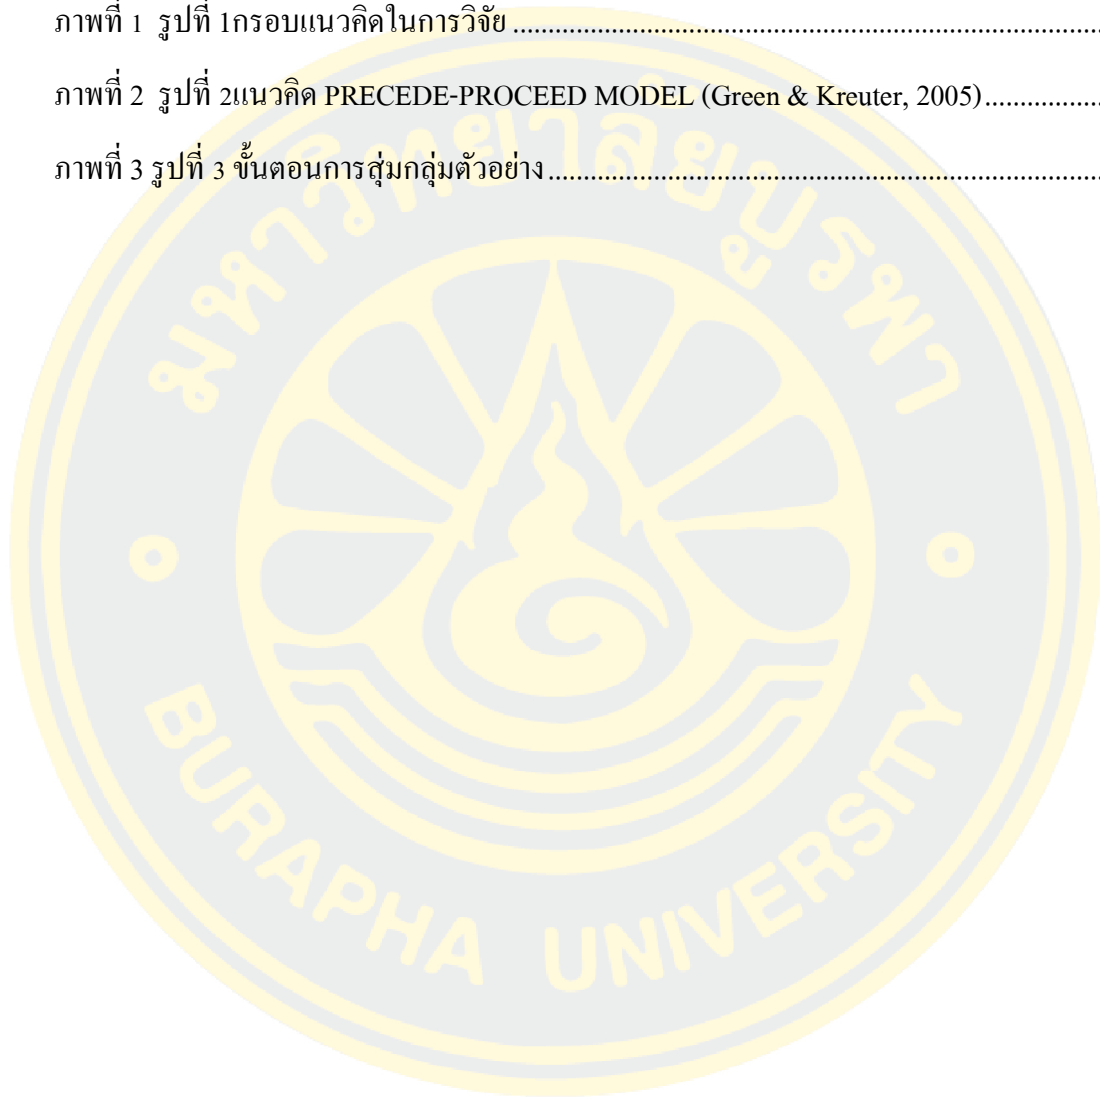 ภาพที่ 1 รูปที่ 1กรอบแนวคิดในการวิจัย ........................................................................................
ภาพที่ 2 รูปที่ 2แนวคิด PRECEDE-PROCEED MODEL (Green & Kreuter, 2005) .................
ภาพที่ 3 รูปที่ 3 ขั้นตอนการสุ่มกลุ่มตัวอย่าง ...................................................................................
มหาวิทยาลัยบูรพา
BURAPHA UNIVERSITY